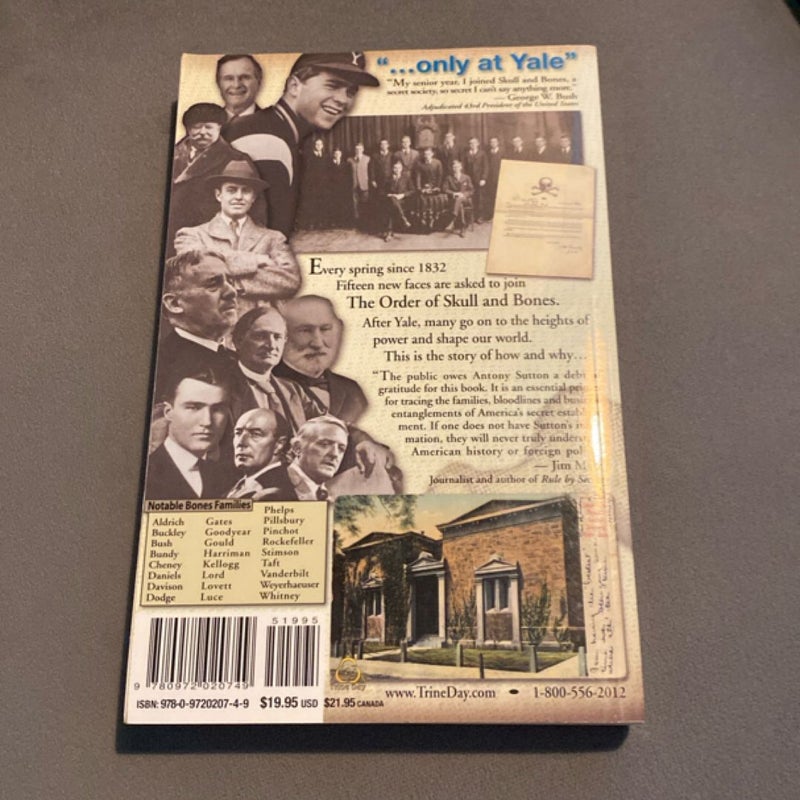 "...only at Yale"
"My senior year, I joined Skull and Bones, a
secret society, so secret I can't say anything more."
— George W. Bush
Adjudicated 43rd President of the United States
Every spring since 1832
Fifteen new faces are asked to join
The Order of Skull and Bones.
After Yale, many go on to the heights of
power and shape our world.
This is the story of how and why...
"The public owes Antony Sutton a
gratitude for this book. It is an essential
for tracing the families, bloodlines and
entanglements of America's secret
ment. If one does not have Sutton's
mation, they will never truly
American history or foreign
— Jim M
Journalist and author of Rule by
Notable Bones Families
Aldrich Gates Phelps
Buckley Goodyear Pillsbury
Bush Gould Pinchot
Bundy Harriman Rockefeller
Cheney Kellogg Stimson
Daniels Lord Taft
Davison Lovett Vanderbilt
Dodge Luce Weyerhaeuser
Whitney
51995
9 780972 020749
ISBN: 978-0-9720207-4-9 $19.95 USD $21.95 CANADA
Trine Day
www.TrineDay.com • 1-800-556-2012
Y